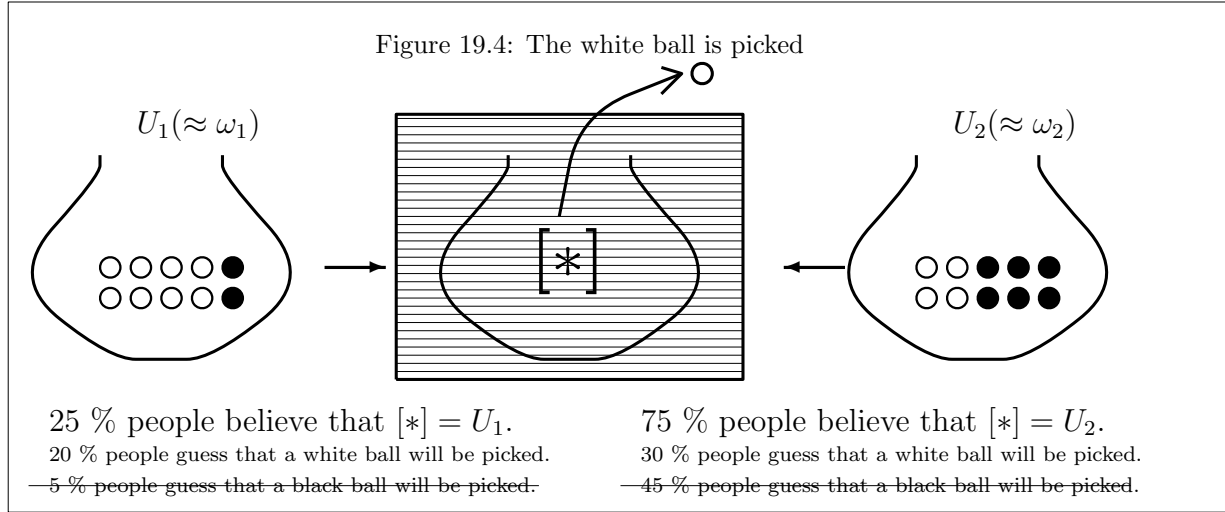 Figure 19.4: The white ball is picked
U₁(≈ ω₁)
U₂(≈ ω₂)
[∗]
25 % people believe that [∗] = U₁.
20 % people guess that a white ball will be picked.
5 % people guess that a black ball will be picked.
75 % people believe that [∗] = U₂.
30 % people guess that a white ball will be picked.
45 % people guess that a black ball will be picked.